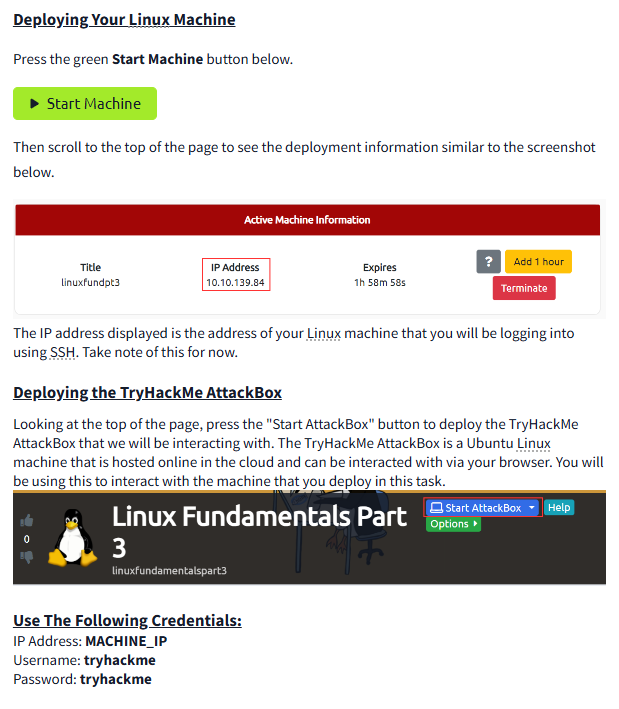 Deploying Your Linux Machine
Press the green Start Machine button below.
Start Machine
Then scroll to the top of the page to see the deployment information similar to the screenshot
below.
Active Machine Information
Title
linuxfundpt3
IP Address
10.10.139.84
Expires
1h 58m 58s
?
Add 1 hour
Terminate
The IP address displayed is the address of your Linux machine that you will be logging into
using SSH. Take note of this for now.
Deploying the TryHackMe AttackBox
Looking at the top of the page, press the "Start AttackBox" button to deploy the TryHackMe
AttackBox that we will be interacting with. The TryHackMe AttackBox is a Ubuntu Linux
machine that is hosted online in the cloud and can be interacted with via your browser. You will
be using this to interact with the machine that you deploy in this task.
0
Linux Fundamentals Part
3
linuxfundamentalspart3
Start AttackBox
Help
Options
Use The Following Credentials:
IP Address: MACHINE_IP
Username: tryhackme
Password: tryhackme